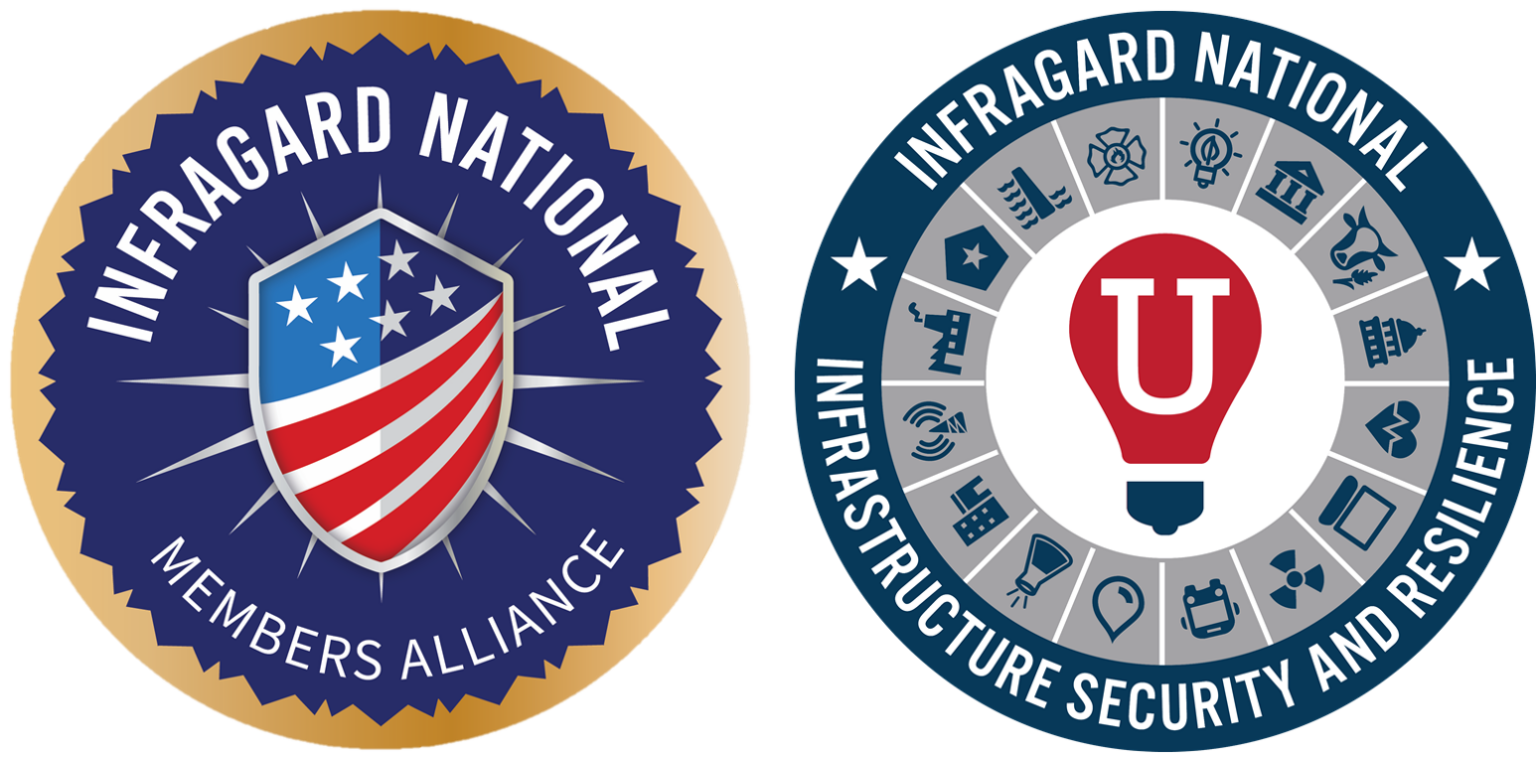 INFRAGARD NATIONAL
MEMBERS ALLIANCE
INFRAGARD NATIONAL
U
INFRASTRUCTURE SECURITY AND RESILIENCE